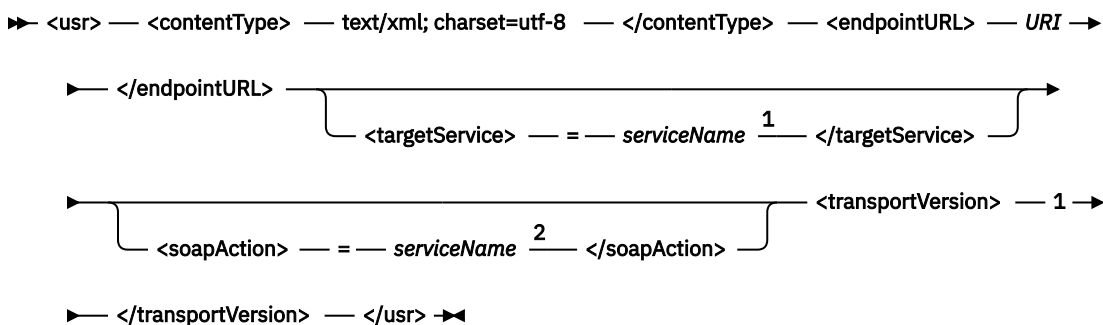 <usr> <contentType> text/xml; charset=utf-8 </contentType> <endpointURL> URI
</endpointURL>
<targetService> = serviceName 1 </targetService>
<transportVersion> 1
<soapAction> = serviceName 2 </soapAction>
</transportVersion> </usr>